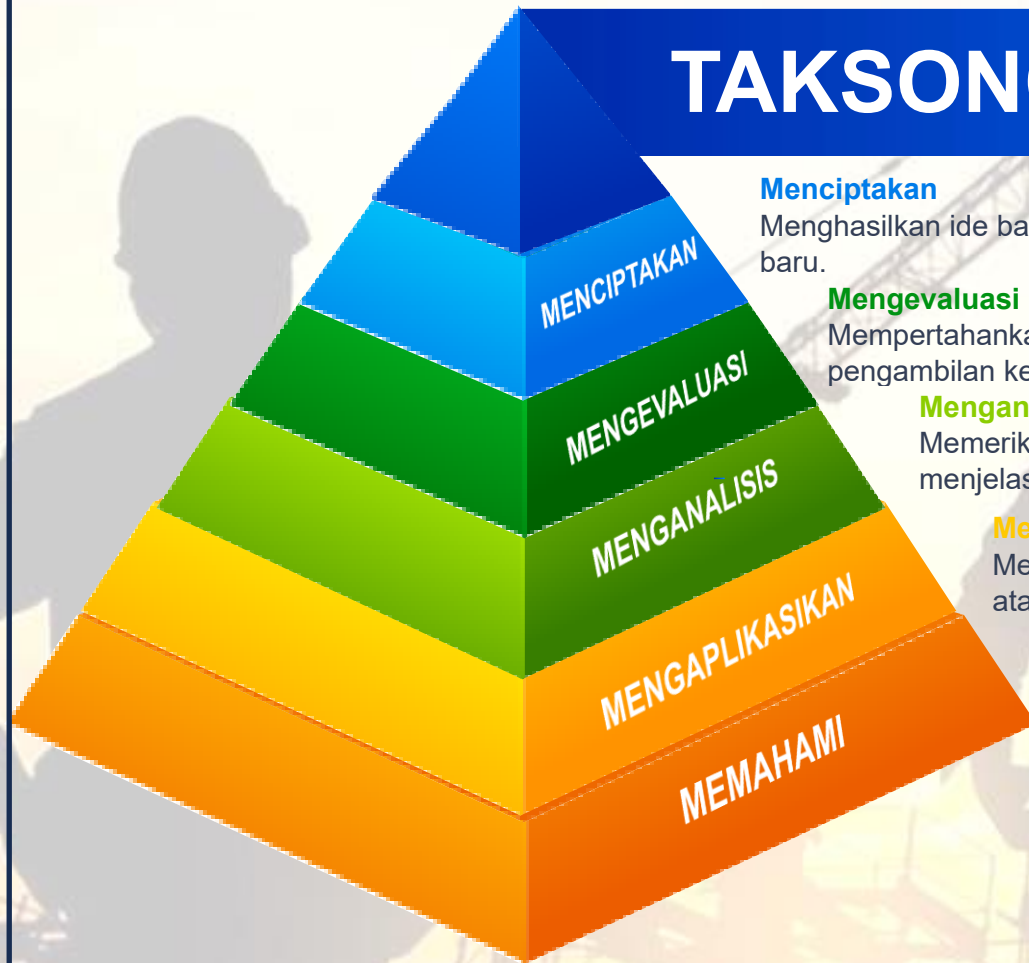 TAKSON
Menciptakan
Menghasilkan ide ba
baru.
Mengevaluasi
Mempertahanka
pengambilan ke
Mengan
Memerik
menjelas
Me
Me
ata
MENCIPTAKAN
MENGEVALUASI
MENGANALISIS
MENGAPLIKASIKAN
MEMAHAMI